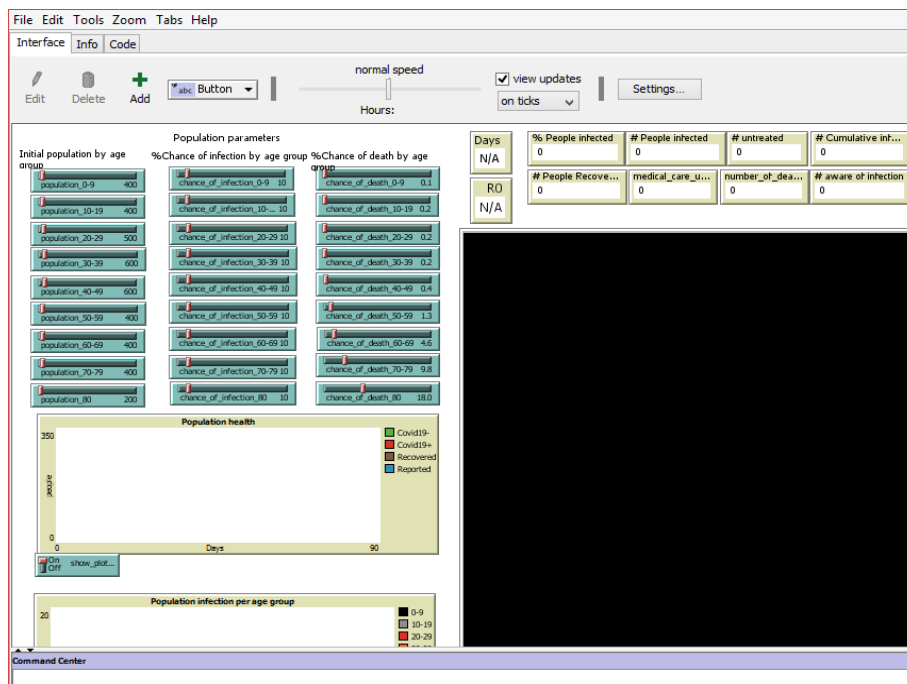 File Edit Tools Zoom Tabs Help
Interface Info Code
normal speed
Edit Delete Add abc Button view updates
on ticks Settings...
Hours:
Population parameters
Initial population by age group
%Chance of infection by age group
%Chance of death by age group
population_0-9 400 chance_of_infection_0-9 10 chance_of_death_0-9 0.1
population_10-19 400 chance_of_infection_10-... 10 chance_of_death_10-19 0.2
population_20-29 500 chance_of_infection_20-29 10 chance_of_death_20-29 0.2
population_30-39 600 chance_of_infection_30-39 10 chance_of_death_30-39 0.2
population_40-49 600 chance_of_infection_40-49 10 chance_of_death_40-49 0.4
population_50-59 400 chance_of_infection_50-59 10 chance_of_death_50-59 1.3
population_60-69 400 chance_of_infection_60-69 10 chance_of_death_60-69 4.6
population_70-79 400 chance_of_infection_70-79 10 chance_of_death_70-79 9.8
population_80 200 chance_of_infection_80 10 chance_of_death_80 18.0
Days
N/A
R0
N/A
% People infected # People infected # untreated # Cumulative inf...
0 0 0 0
# People Recove... medical_care_u... number_of_dea... # aware of infection
0 0 0 0
Population health
350
people
0
0 Days 90
Covid19-
Covid19+
Recovered
Reported
On
Off
show_plot...
Population infection per age group
20
0-9
10-19
20-29
Command Center